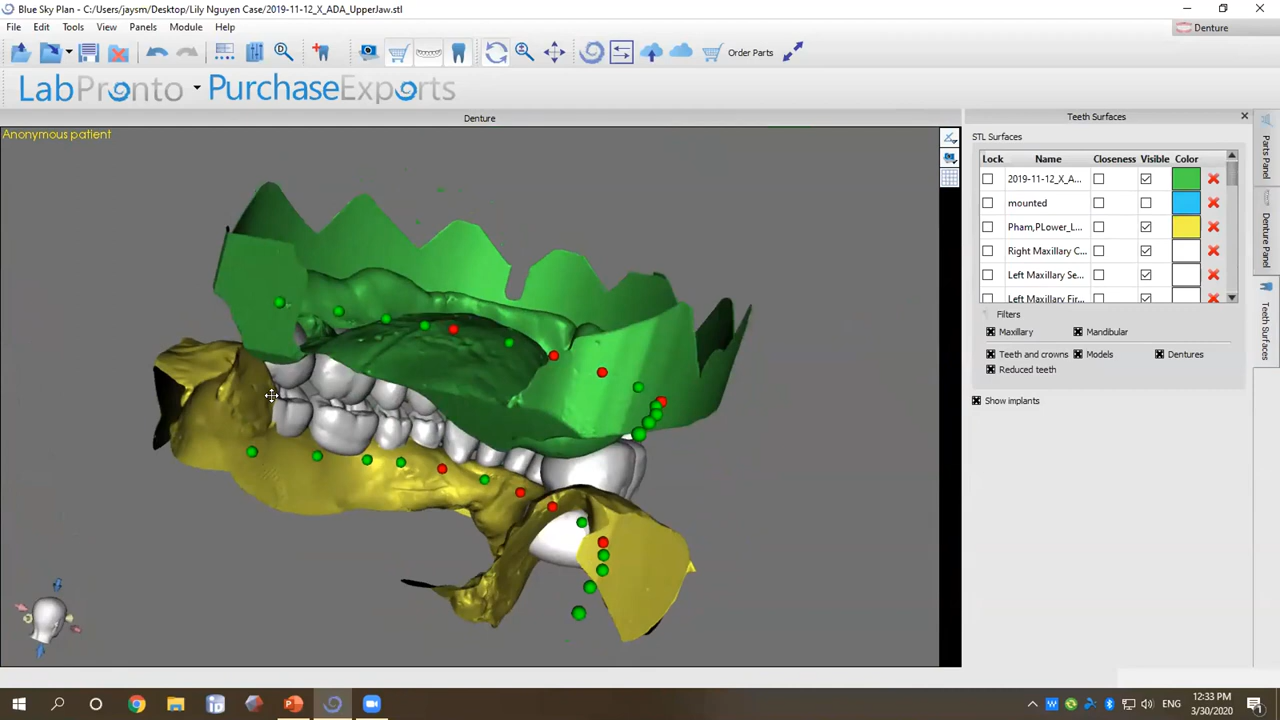 Blue Sky Plan - C:/Users/jaysm/Desktop/Lily Nguyen Case/2019-11-12_X_ADA_UpperJaw.stl
File Edit Tools View Panels Module Help
Denture
Order Parts
LabPronto PurchaseExports
Denture
Teeth Surfaces
Anonymous patient
STL Surfaces
Lock Name Closeness Visible Color
2019-11-12_X_A...
mounted
Pham,PLower_L...
Right Maxillary C...
Left Maxillary Se...
Left Maxillary Fir...
Filters
Maxillary Mandibular
Teeth and crowns Models Dentures
Reduced teeth
Show implants
Parts Panel
Denture Panel
Teeth Surfaces
ENG
12:33 PM
3/30/2020